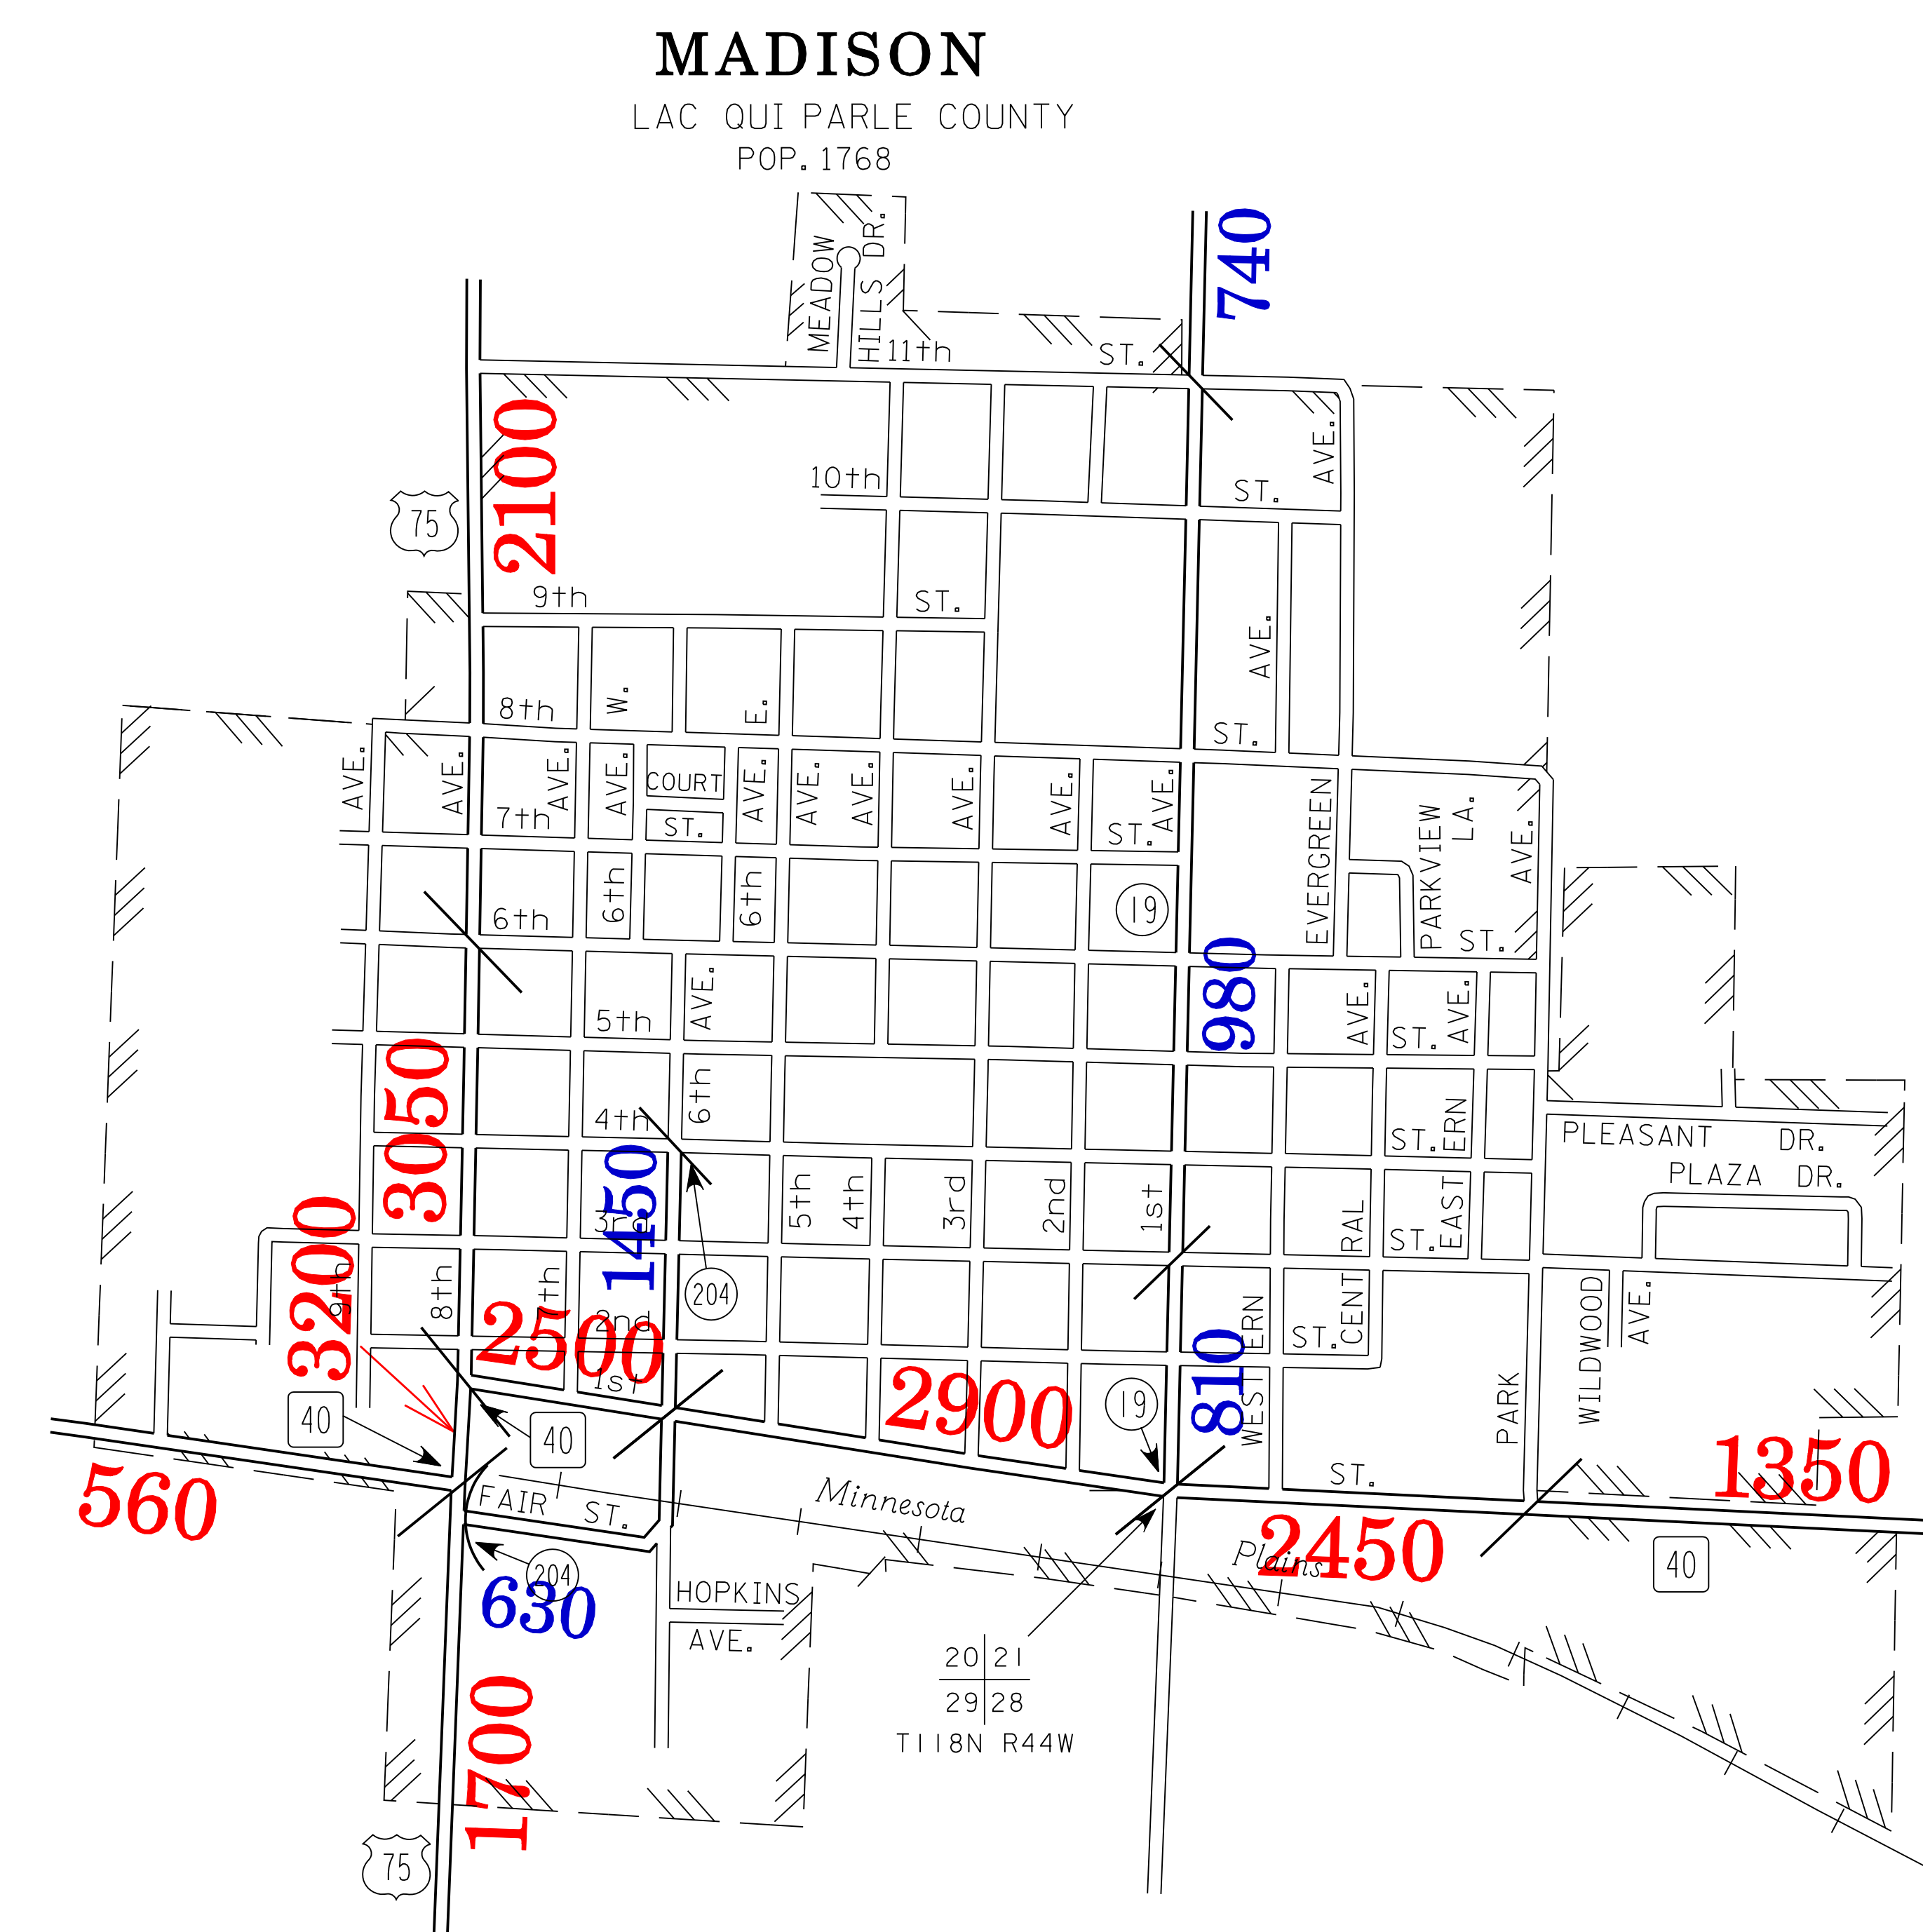 MADISON
LAC QUI PARLE COUNTY
POP. 1768
MEADOW
HILLS DR.
740
11th
ST.
2100
75
10th
ST.
AVE.
9th
ST.
AVE.
8th
W.
E.
ST.
AVE.
AVE.
AVE.
AVE.
COURT
ST.
AVE.
AVE.
AVE.
AVE.
AVE.
AVE.
7th
ST.
EVERGREEN
PARKVIEW
LA.
AVE.
6th
6th
6th
19
ST.
980
5th
AVE.
AVE.
ST.
AVE.
3050
4th
6th
ST.
ERN
PLEASANT DR.
PLAZA DR.
1450
3rd
5th
4th
3rd
2nd
1st
RAL
ST.
EAST
3200
9th
8th
7th
204
2nd
2500
ERN
ST.
CENT
WILDWOOD
AVE.
1st
2900
19
810
WEST
PARK
40
40
1350
560
FAIR ST.
Minnesota
ST.
2450
Plains
40
204
630
HOPKINS
AVE.
20 21
29 28
T118N R44W
1700
75